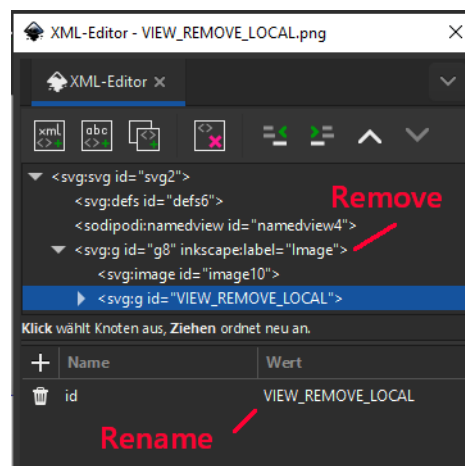 XML-Editor - VIEW_REMOVE_LOCAL.png
XML-Editor
xml
abc
<svg:svg id="svg2">
<svg:defs id="defs6">
Remove
<sodipodi:namedview id="namedview4">
<svg:g id="g8" inkscape:label="Image">
<svg:image id="image10">
<svg:g id="VIEW_REMOVE_LOCAL">
Klick wählt Knoten aus, Ziehen ordnet neu an.
Name Wert
id VIEW_REMOVE_LOCAL
Rename